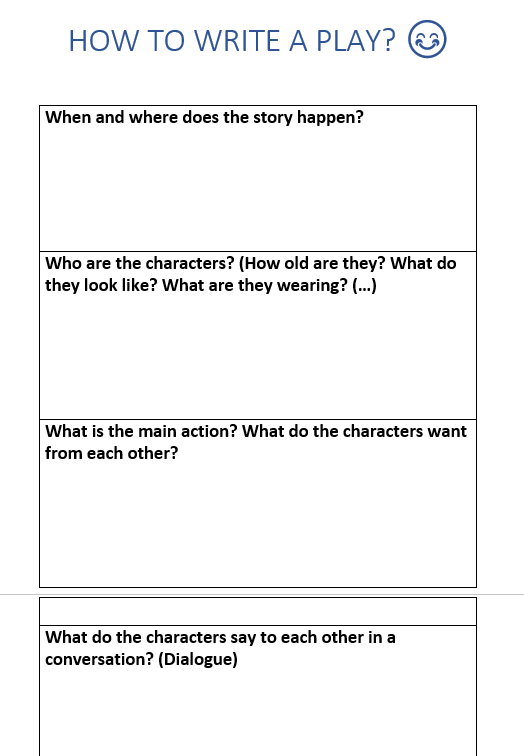 HOW TO WRITE A PLAY? 😊
When and where does the story happen?
Who are the characters? (How old are they? What do
they look like? What are they wearing? (...)
What is the main action? What do the characters want
from each other?
What do the characters say to each other in a
conversation? (Dialogue)